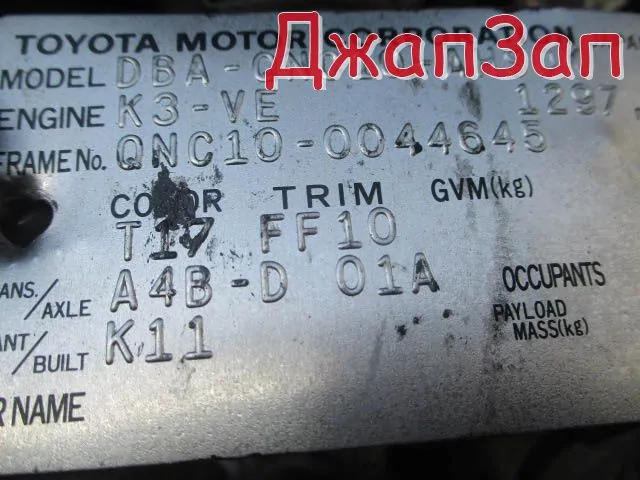 ДжапЗап
TOYOTA MOTOR CORPORATION
MODEL
ENGINE K3-VE 1297
FRAME No. QNC10-0044645
COLOR TRIM GVM(kg)
T17 FF10
ANS./AXLE A4B-D 01A OCCUPANTS
ANT/BUILT K11 PAYLOAD
MASS(kg)
R NAME